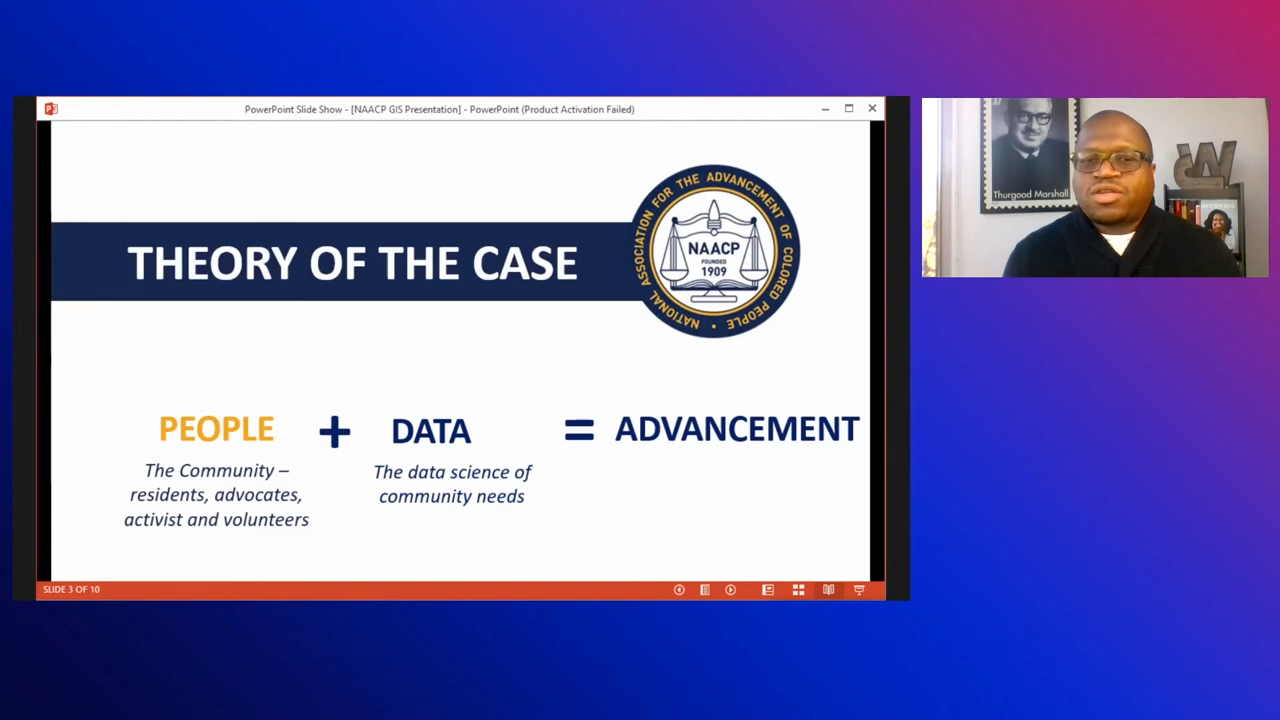 PowerPoint Slide Show - [NAACP GIS Presentation] - PowerPoint (Product Activation Failed)
THEORY OF THE CASE
NATIONAL ASSOCIATION FOR THE ADVANCEMENT OF COLORED PEOPLE
NAACP
FOUNDED
1909
PEOPLE + DATA = ADVANCEMENT
The Community –
residents, advocates,
activist and volunteers
The data science of
community needs
SLIDE 3 OF 10
Thurgood Marshall
BECOMING